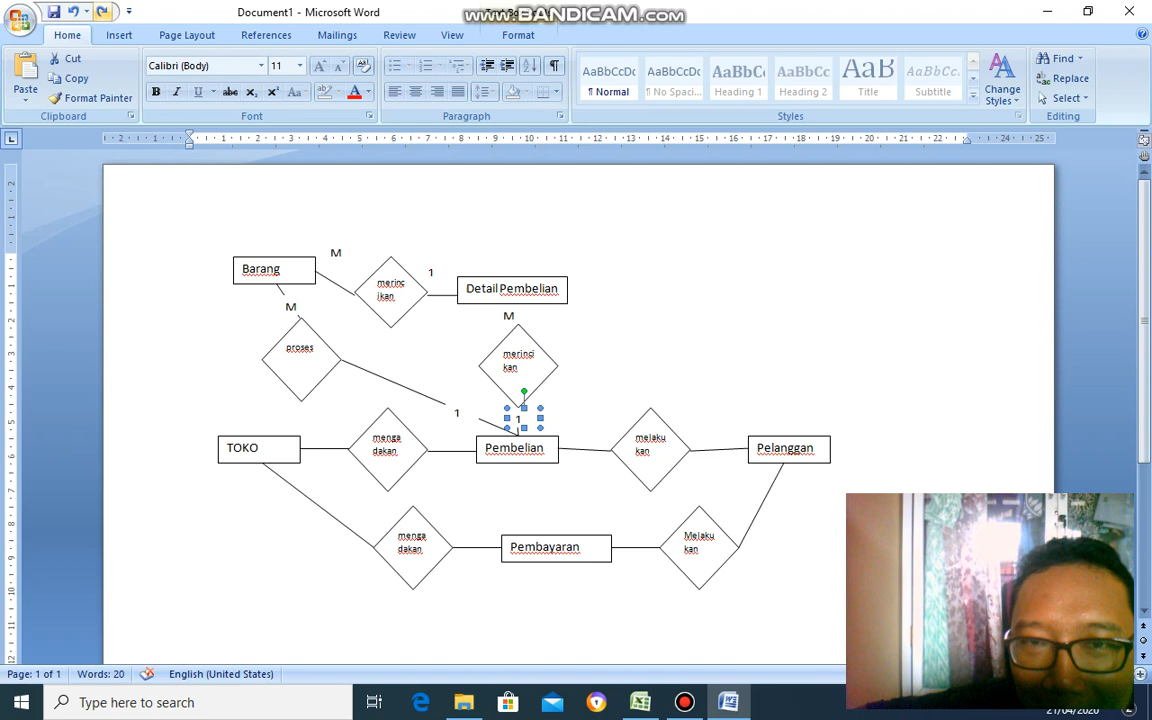 Document1 - Microsoft Word
www.BANDICAM.com
Home Insert Page Layout References Mailings Review View Format
Paste
Cut
Copy
Format Painter
Clipboard
Calibri (Body) 11
Font
Paragraph
AaBbCcDc AaBbCcDc AaBbCc AaBbCc AaB AaBbCc.
¶ Normal ¶ No Spaci... Heading 1 Heading 2 Title Subtitle
Styles
Change Styles
Find
Replace
Select
Editing
M
Barang
merinc
ikan
1
Detail Pembelian
M
M
proses
merinci
kan
1
1
TOKO
menga
dakan
Pembelian
melaku
kan
Pelanggan
menga
dakan
Pembayaran
Melaku
kan
Page: 1 of 1 Words: 20 English (United States)
Type here to search
21/04/2020